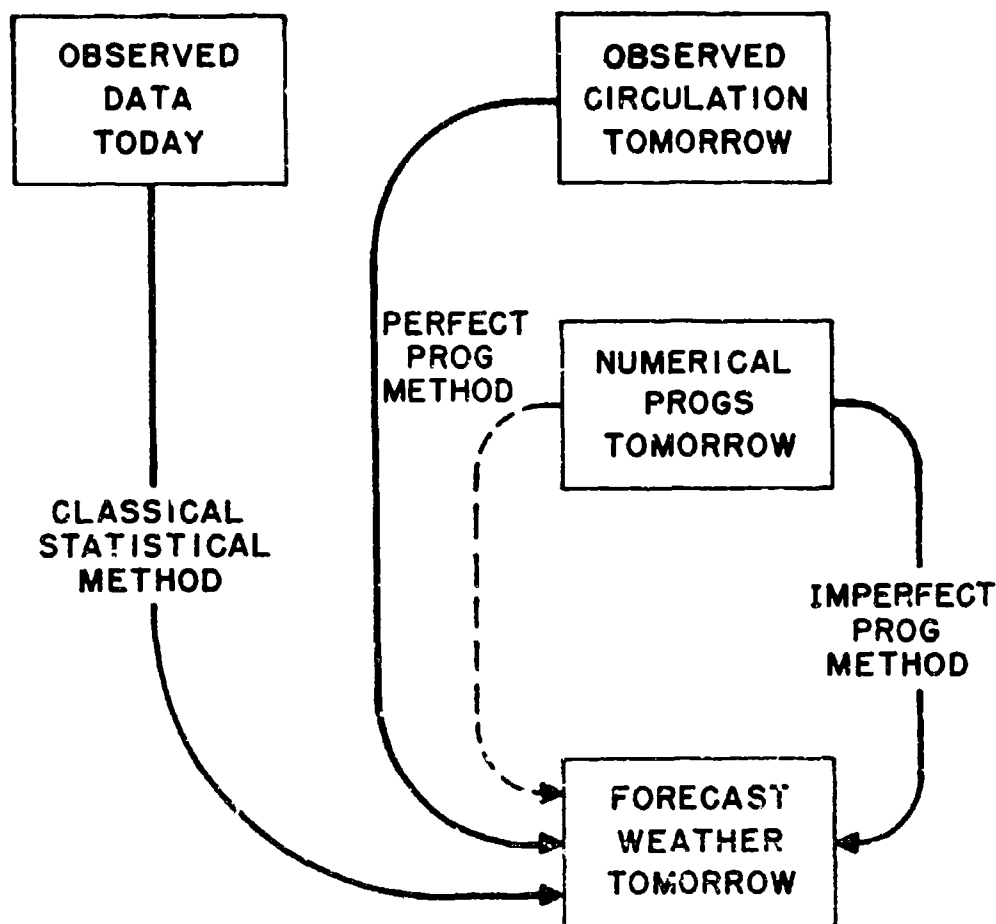 OBSERVED
DATA
TODAY
OBSERVED
CIRCULATION
TOMORROW
PERFECT
PROG
METHOD
NUMERICAL
PROGS
TOMORROW
CLASSICAL
STATISTICAL
METHOD
IMPERFECT
PROG
METHOD
FORECAST
WEATHER
TOMORROW